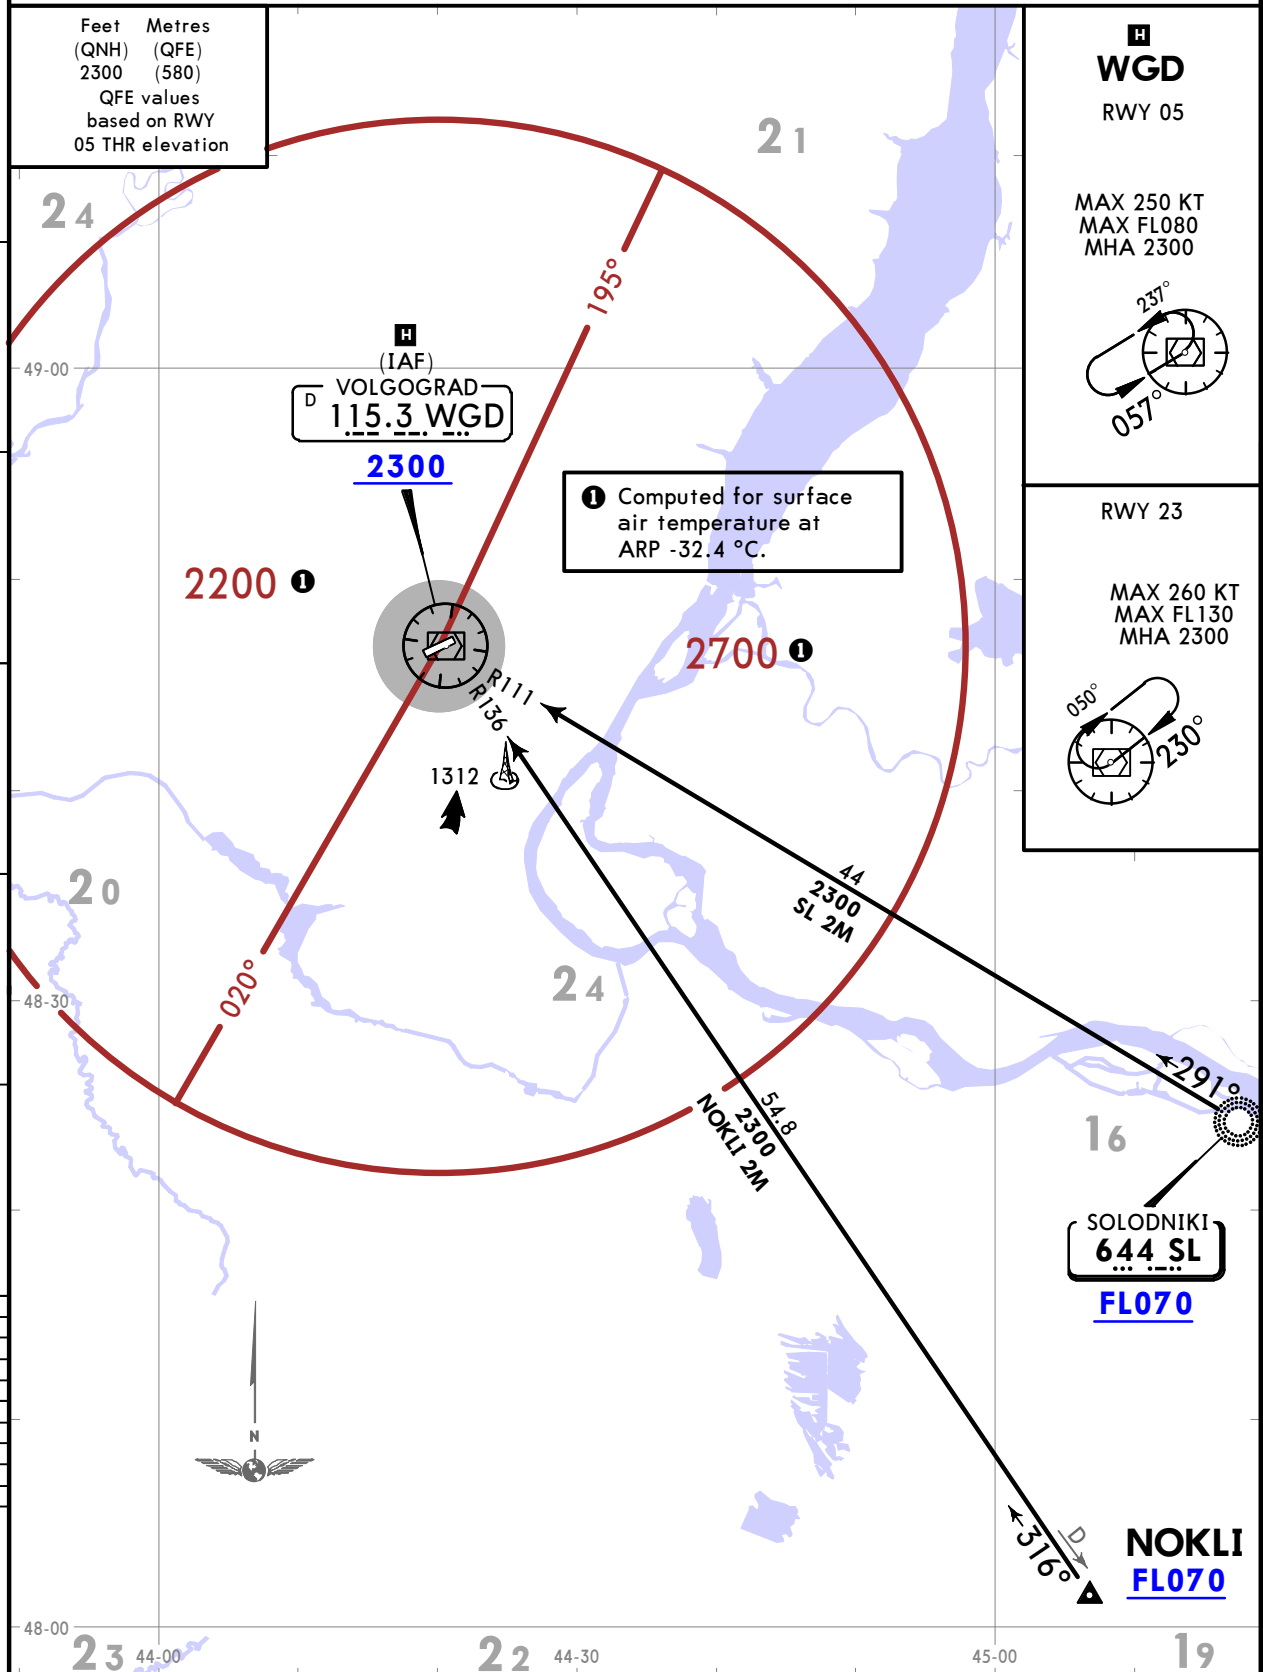 Feet Metres
(QNH) (QFE)
2300 (580)
QFE values
based on RWY
05 THR elevation
H
WGD
RWY 05
MAX 250 KT
MAX FL080
MHA 2300
237°
057°
RWY 23
MAX 260 KT
MAX FL130
MHA 2300
050°
230°
21
24
195°
49-00
H
(IAF)
VOLGOGRAD
D 115.3 WGD
2300
1 Computed for surface
air temperature at
ARP -32.4 °C.
2200 1
2700 1
R111
R136
1312
44
2300
SL 2M
20
24
020°
48-30
291°
54.8
2300
NOKLI 2M
16
SOLODNIKI
644 SL
FL070
N
D
316°
NOKLI
FL070
48-00
23
44-00
22
44-30
45-00
19